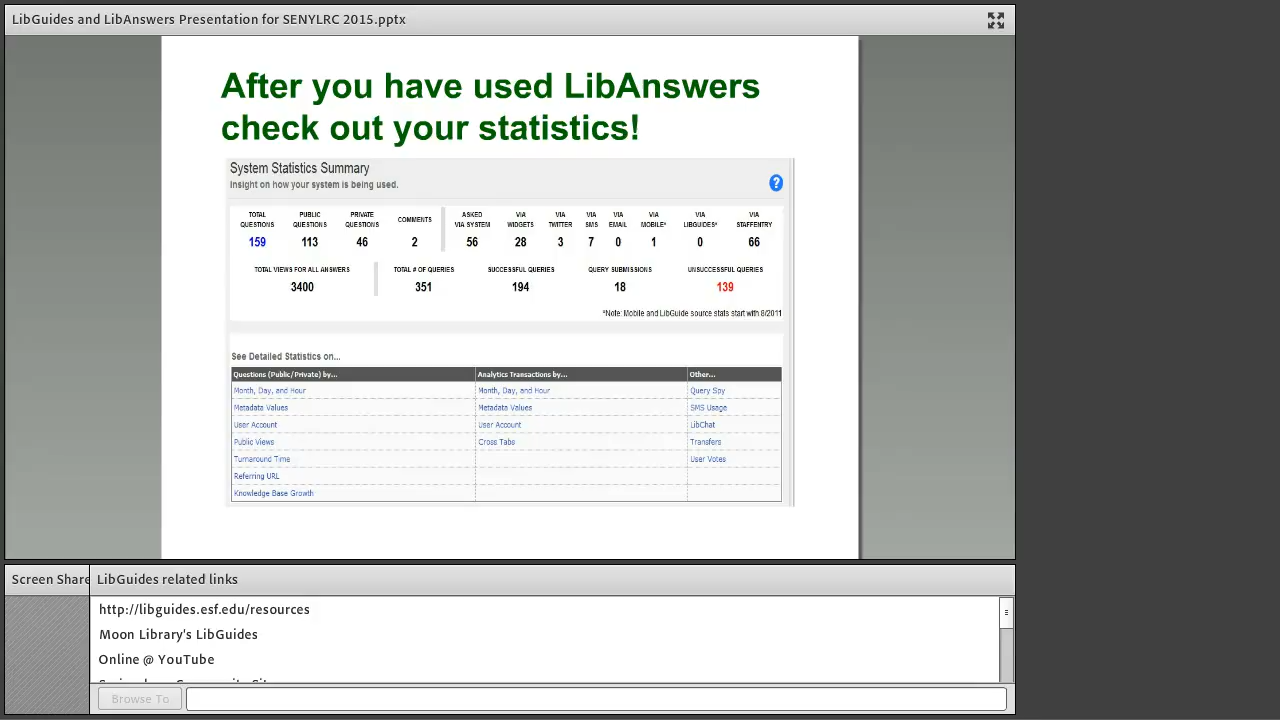 LibGuides and LibAnswers Presentation for SENYLRC 2015.pptx
After you have used LibAnswers
check out your statistics!
System Statistics Summary
Insight on how your system is being used.
?
TOTAL QUESTIONS PUBLIC QUESTIONS PRIVATE QUESTIONS COMMENTS ASKED VIA SYSTEM VIA WIDGETS VIA TWITTER VIA SMS VIA EMAIL VIA MOBILE* VIA LIBGUIDES* VIA STAFFENTRY
159 113 46 2 56 28 3 7 0 1 0 66
TOTAL VIEWS FOR ALL ANSWERS TOTAL # OF QUERIES SUCCESSFUL QUERIES QUERY SUBMISSIONS UNSUCCESSFUL QUERIES
3400 351 194 18 139
*Note: Mobile and LibGuide source stats start with 8/2011
See Detailed Statistics on...
Questions (Public/Private) by... Analytics Transactions by... Other...
Month, Day, and Hour Month, Day, and Hour Query Spy
Metadata Values Metadata Values SMS Usage
User Account User Account LibChat
Public Views Cross Tabs Transfers
Turnaround Time User Votes
Referring URL
Knowledge Base Growth
Screen Share LibGuides related links
http://libguides.esf.edu/resources
Moon Library's LibGuides
Online @ YouTube
Browse To